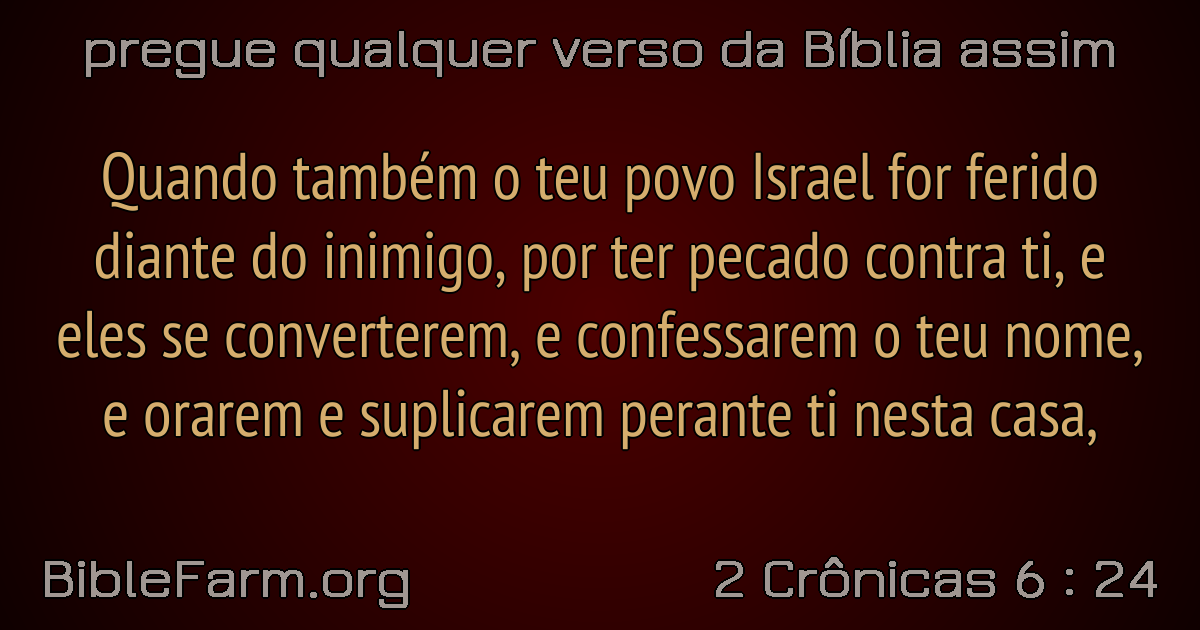 pregue qualquer verso da Bíblia assim
Quando também o teu povo Israel for ferido
diante do inimigo, por ter pecado contra ti, e
eles se converterem, e confessarem o teu nome,
e orarem e suplicarem perante ti nesta casa,
BibleFarm.org
2 Crônicas 6 : 24